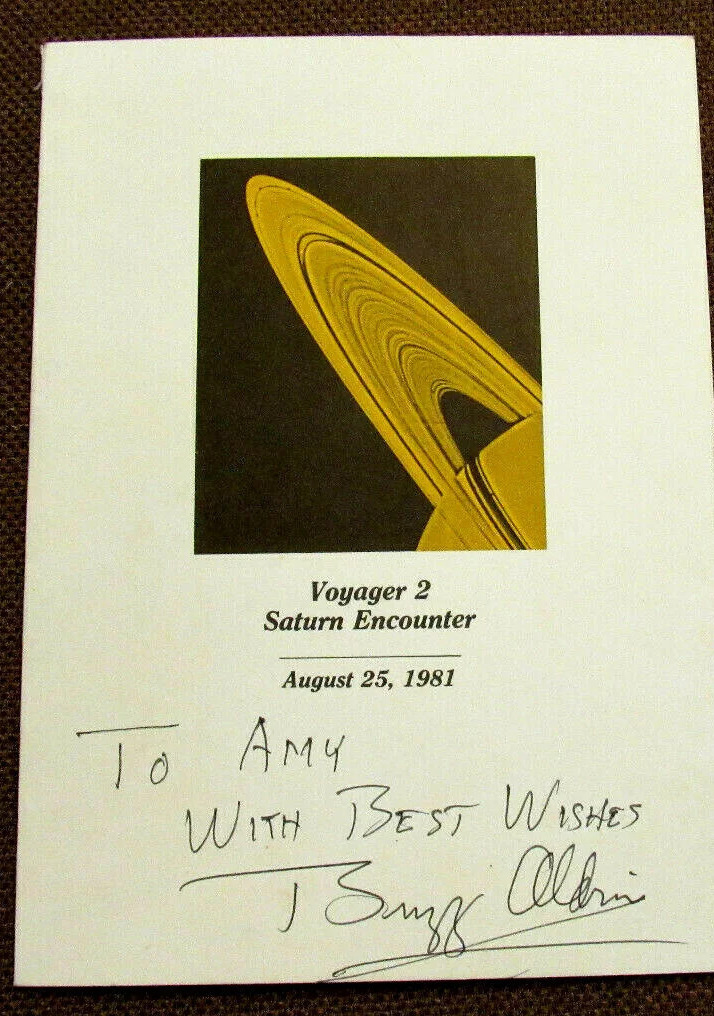 Voyager 2
Saturn Encounter
August 25, 1981
To AMY
WITH BEST WISHES
Buzz Aldrin